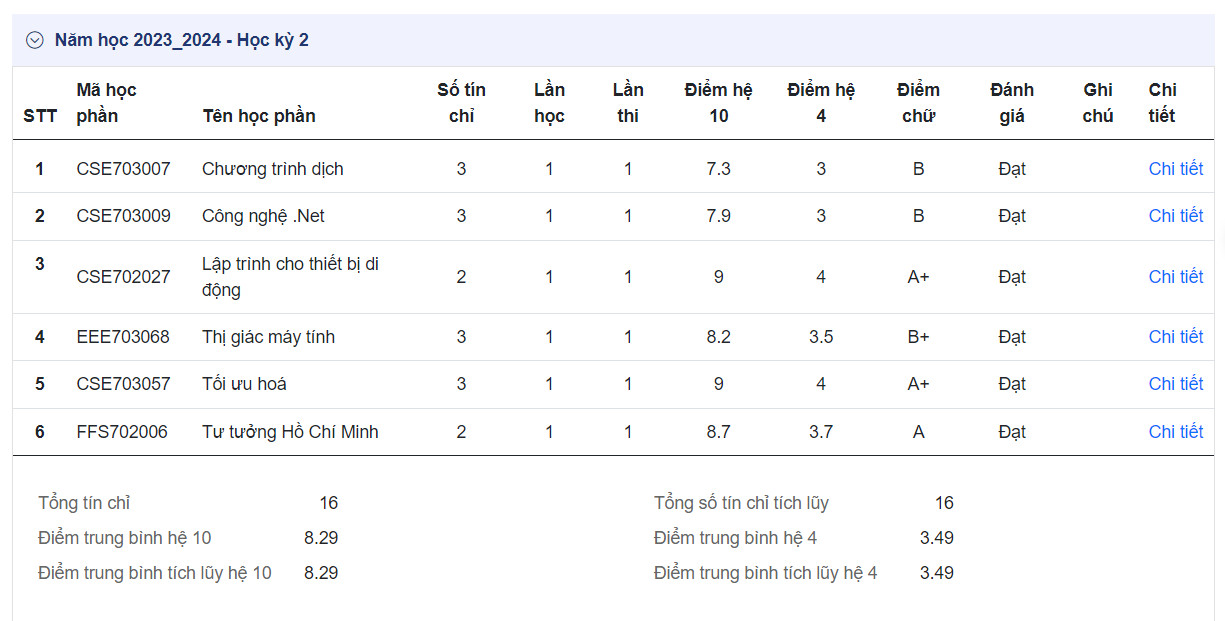 Năm học 2023_2024 - Học kỳ 2
STT Mã học phần Tên học phần Số tín chỉ Lần học Lần thi Điểm hệ 10 Điểm hệ 4 Điểm chữ Đánh giá Ghi chú Chi tiết
1 CSE703007 Chương trình dịch 3 1 1 7.3 3 B Đạt Chi tiết
2 CSE703009 Công nghệ .Net 3 1 1 7.9 3 B Đạt Chi tiết
3 CSE702027 Lập trình cho thiết bị di động 2 1 1 9 4 A+ Đạt Chi tiết
4 EEE703068 Thị giác máy tính 3 1 1 8.2 3.5 B+ Đạt Chi tiết
5 CSE703057 Tối ưu hoá 3 1 1 9 4 A+ Đạt Chi tiết
6 FFS702006 Tư tưởng Hồ Chí Minh 2 1 1 8.7 3.7 A Đạt Chi tiết
Tổng tín chỉ 16 Tổng số tín chỉ tích lũy 16
Điểm trung bình hệ 10 8.29 Điểm trung bình hệ 4 3.49
Điểm trung bình tích lũy hệ 10 8.29 Điểm trung bình tích lũy hệ 4 3.49